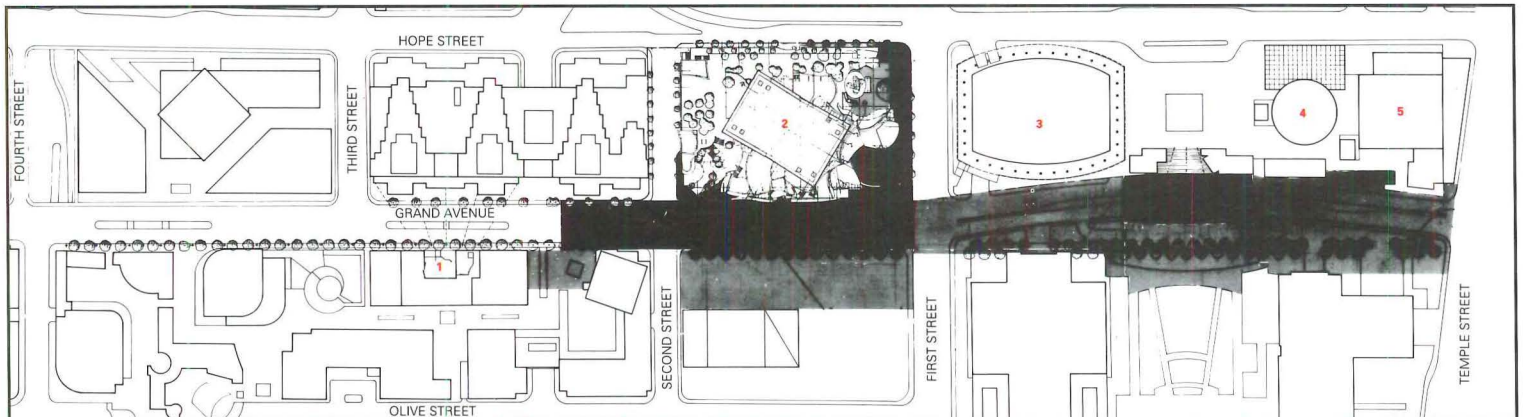 HOPE STREET
FOURTH STREET
THIRD STREET
2
3
4
5
GRAND AVENUE
1
SECOND STREET
FIRST STREET
TEMPLE STREET
OLIVE STREET